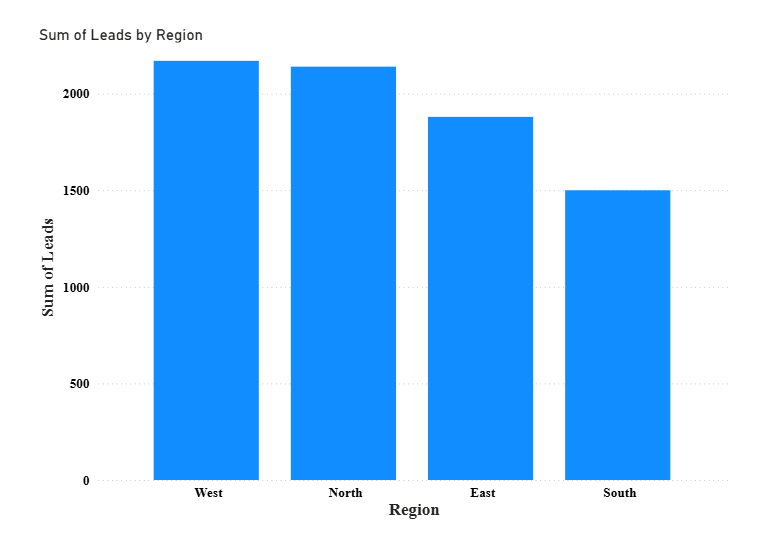 Sum of Leads by Region
Sum of Leads
2000
1500
1000
500
0
West North East South
Region